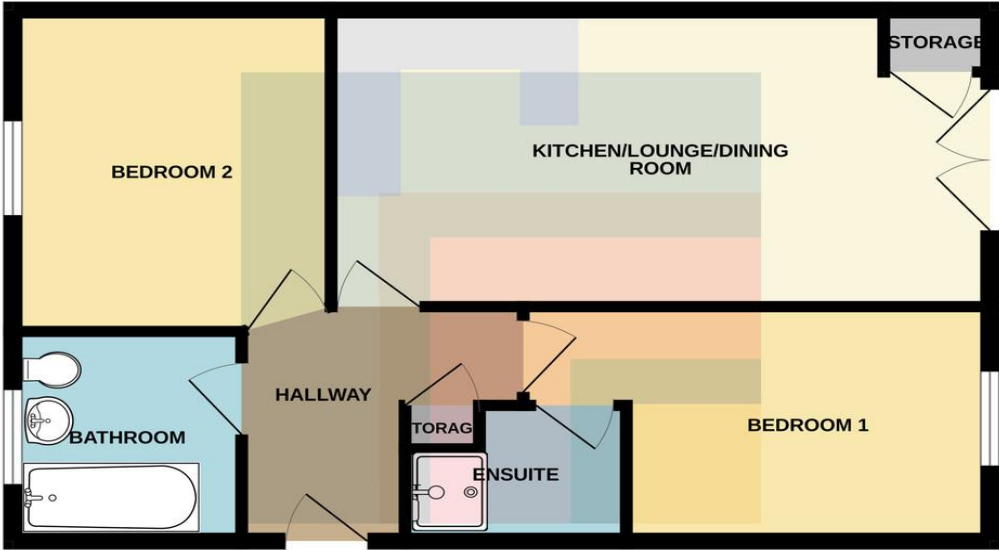 STORAGE
KITCHEN/LOUNGE/DINING
ROOM
BEDROOM 2
HALLWAY
TORAG
BATHROOM
ENSUITE
BEDROOM 1